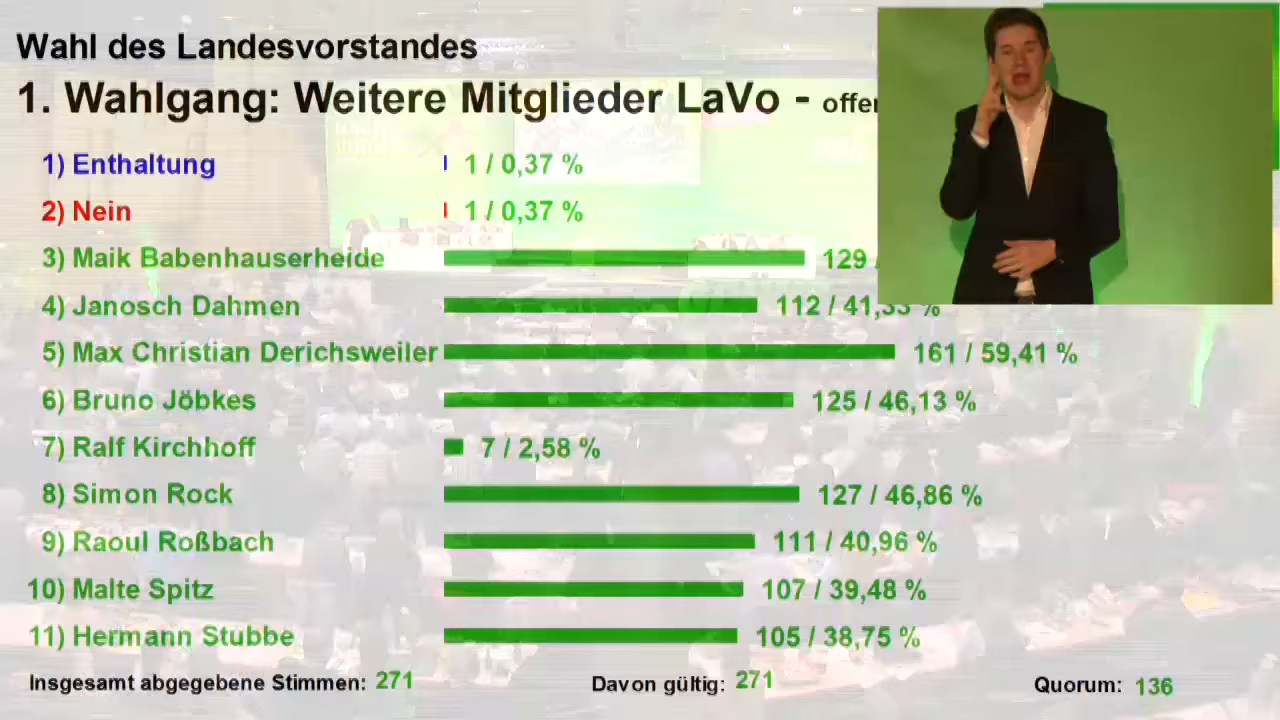 Wahl des Landesvorstandes
1. Wahlgang: Weitere Mitglieder LaVo -
1) Enthaltung 1 / 0,37 %
2) Nein 1 / 0,37 %
3) Maik Babenhauserheide 129 /
4) Janosch Dahmen 112 / 41,33 %
5) Max Christian Derichsweiler 161 / 59,41 %
6) Bruno Jöbkes 125 / 46,13 %
7) Ralf Kirchhoff 7 / 2,58 %
8) Simon Rock 127 / 46,86 %
9) Raoul Roßbach 111 / 40,96 %
10) Malte Spitz 107 / 39,48 %
11) Hermann Stubbe 105 / 38,75 %
Insgesamt abgegebene Stimmen: 271 Davon gültig: 271 Quorum: 136